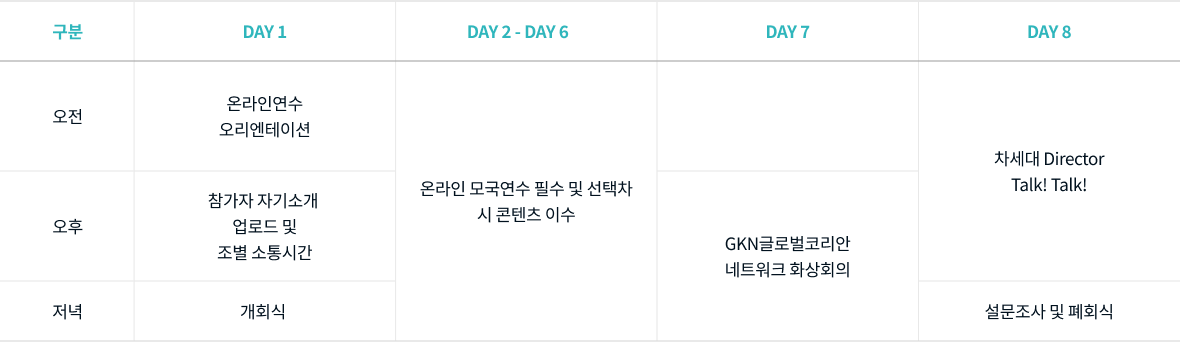 구분
DAY 1
DAY 2 - DAY 6
DAY 7
DAY 8
오전
온라인연수
오리엔테이션
온라인 모국연수 필수 및 선택차
시 콘텐츠 이수
차세대 Director
Talk! Talk!
오후
참가자 자기소개
업로드 및
조별 소통시간
GKN글로벌코리안
네트워크 화상회의
저녁
개회식
설문조사 및 폐회식